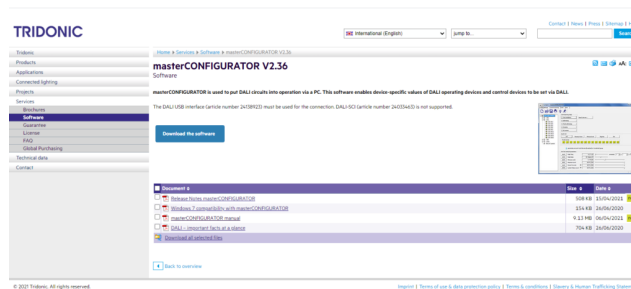 Contact | News | Press | Sitemap |
TRIDONIC
International (English)
jump to...
Sear
Tridonic
Products
Applications
Connected lighting
Projects
Services
Brochures
Software
Guarantee
License
FAQ
Global Purchasing
Technical data
Contact
Home » Services » Software » masterCONFIGURATOR V2.36
masterCONFIGURATOR V2.36
Software
masterCONFIGURATOR is used to put DALI circuits into operation via a PC. This software enables device-specific values of DALI operating devices and control devices to be set via DALI.
The DALI USB interface (article number 24138923) must be used for the connection. DALI-SCI (article number 24033463) is not supported.
Download the software
Document
Size
Date
Release Notes masterCONFIGURATOR
508 KB
15/04/2021
Windows 7 compatibility with masterCONFIGURATOR
154 KB
26/06/2020
masterCONFIGURATOR manual
9.13 MB
06/04/2021
DALI – important facts at a glance
704 KB
26/06/2020
Download all selected files
Back to overview
© 2021 Tridonic. All rights reserved.
Imprint | Terms of use & data protection policy | Terms & conditions | Slavery & Human Trafficking Statem